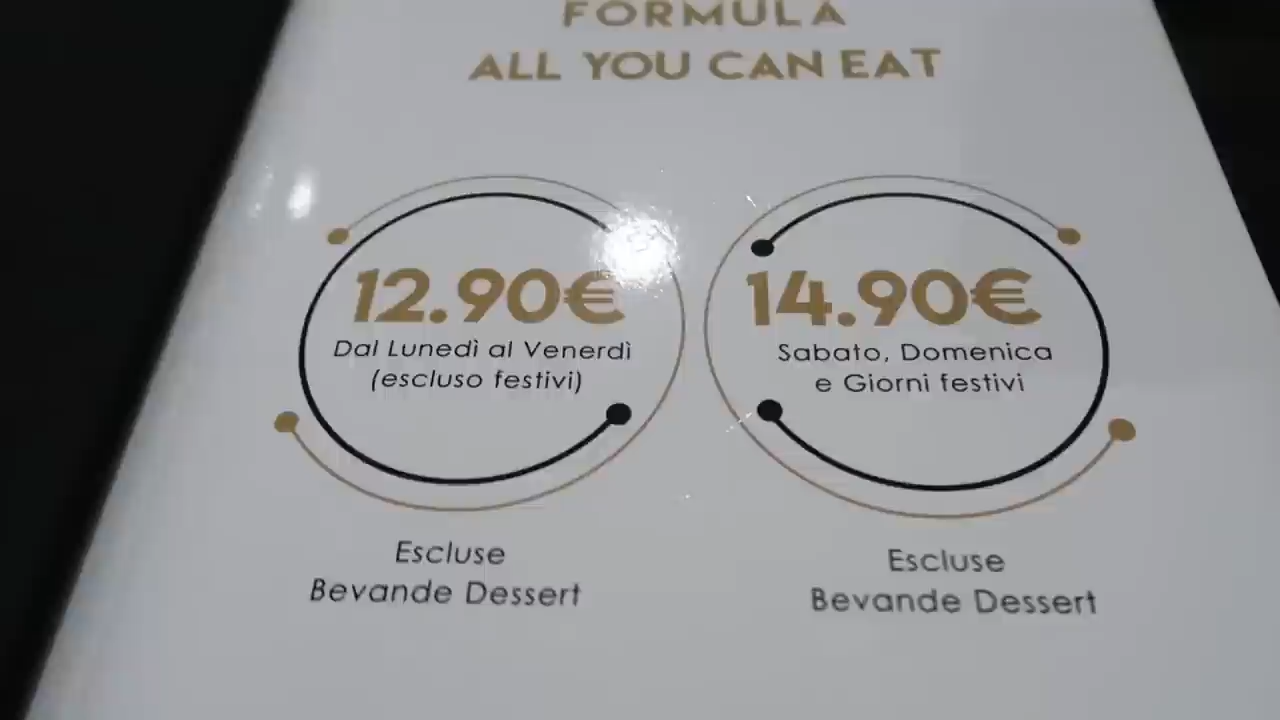 FORMULA
ALL YOU CAN EAT
12.90€
Dal Lunedì al Venerdì
(escluso festivi)
Escluse
Bevande Dessert
14.90€
Sabato, Domenica
e Giorni festivi
Escluse
Bevande Dessert